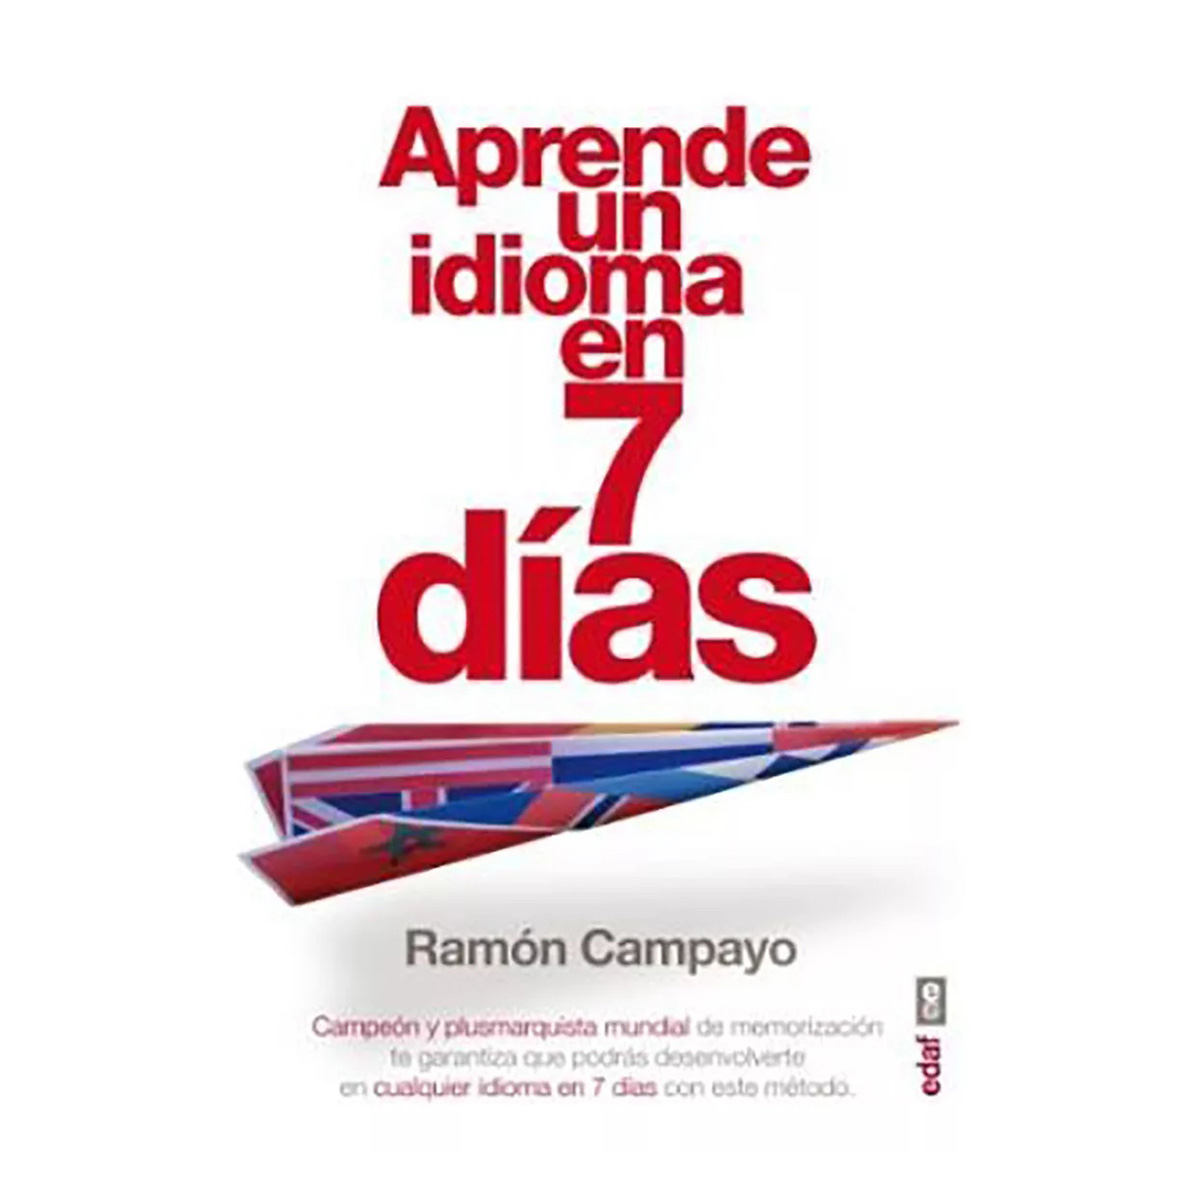 Aprende
un
idioma
en
7
días
Ramón Campayo
Campeón y plusmarquista mundial de memorización
te garantiza que podrás desenvolverte
en cualquier idioma en 7 días con este método.
edaf